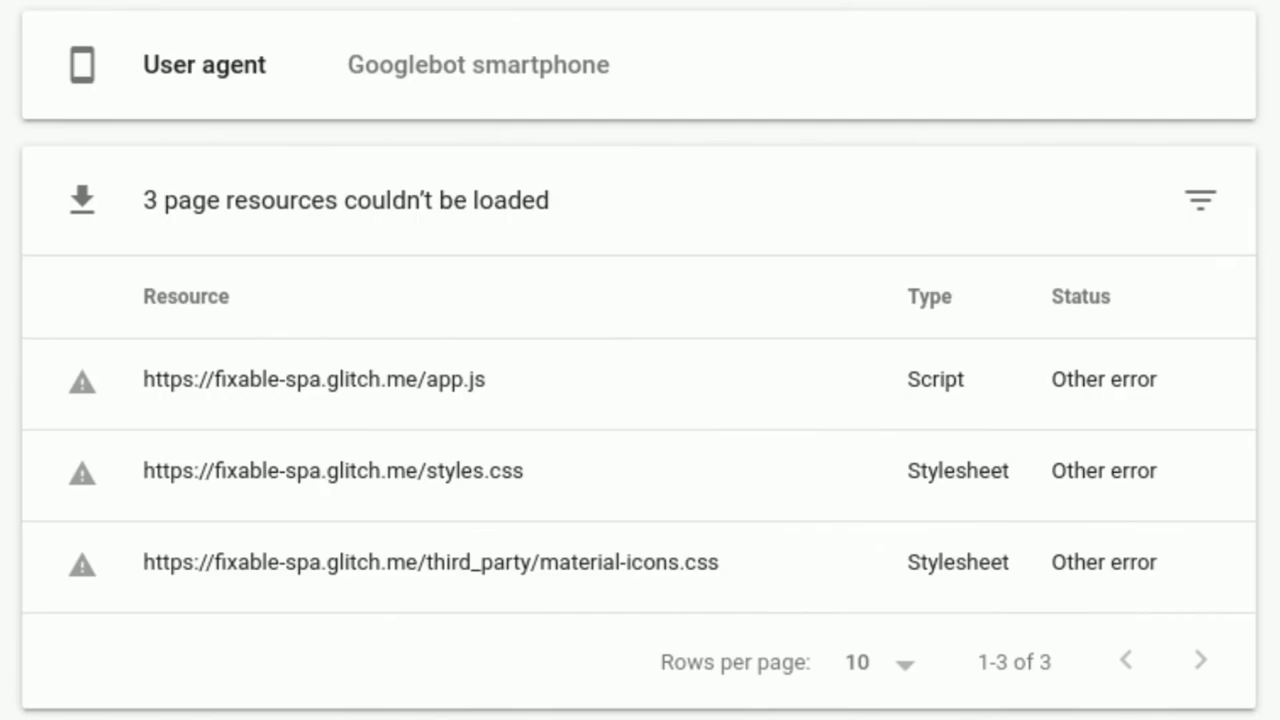 User agent Googlebot smartphone
3 page resources couldn’t be loaded
Resource Type Status
https://fixable-spa.glitch.me/app.js Script Other error
https://fixable-spa.glitch.me/styles.css Stylesheet Other error
https://fixable-spa.glitch.me/third_party/material-icons.css Stylesheet Other error
Rows per page: 10 1-3 of 3